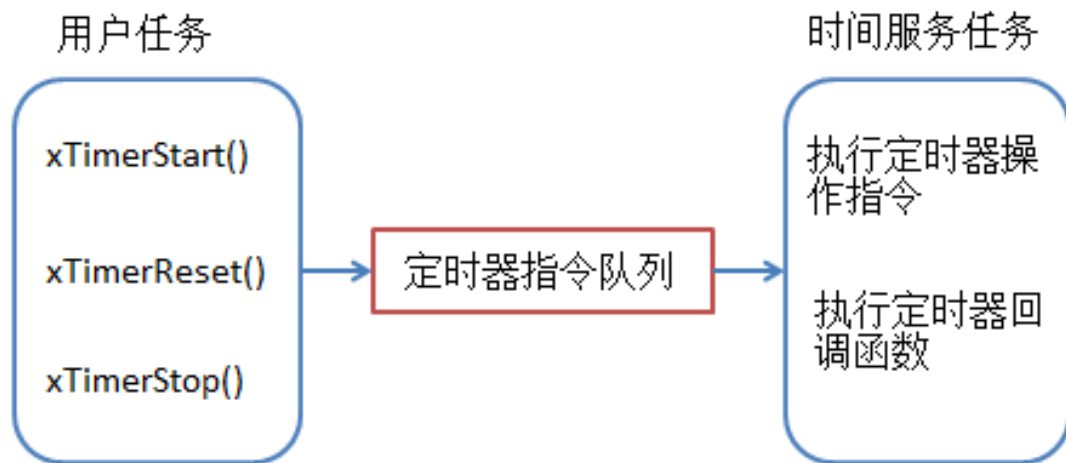 用户任务
xTimerStart()
xTimerReset()
xTimerStop()
定时器指令队列
时间服务任务
执行定时器操
作指令
执行定时器回
调函数